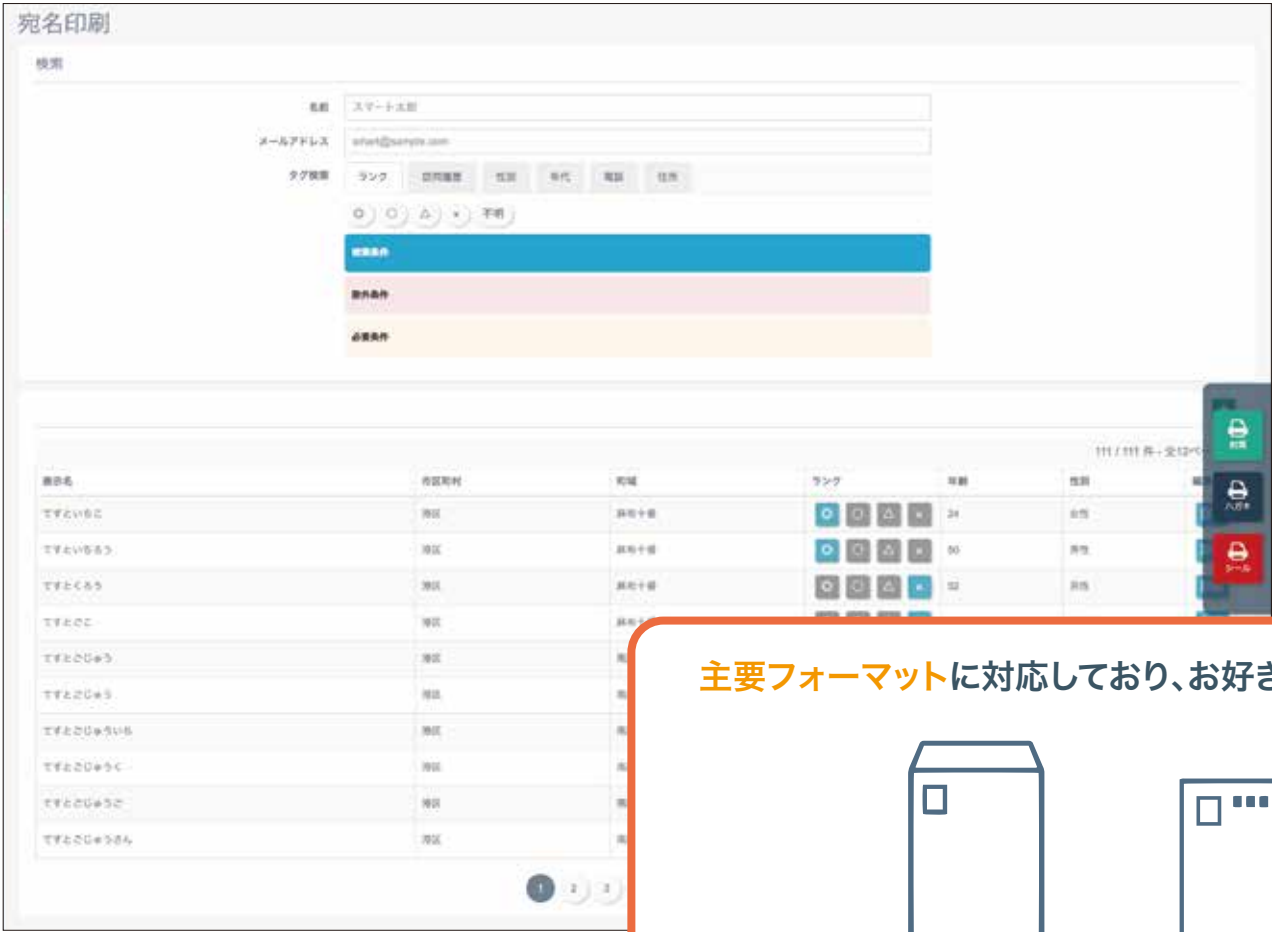 宛名印刷
検索
名前 スマート太郎
メールアドレス smart@sample.com
タグ検索 ランク 訪問履歴 性別 年代 電話 住所
不明
検索条件
除外条件
必要条件
111 / 111 件 - 全12ペ
封筒
ハガキ
シール
表示名 市区町村 町域 ランク 年齢 性別
てすといちこ 港区 麻布十番 24 女性
てすといちろう 港区 麻布十番 50 男性
てすとくろう 港区 麻布十番 52 男性
てすとごこ 港区
てすとごじゅう 港区
てすとごじゅう 港区
てすとごじゅういち 港区
てすとごじゅうく 港区
てすとごじゅうご 港区
てすとごじゅうさん 港区
1 2 3
主要フォーマットに対応しており、お好き